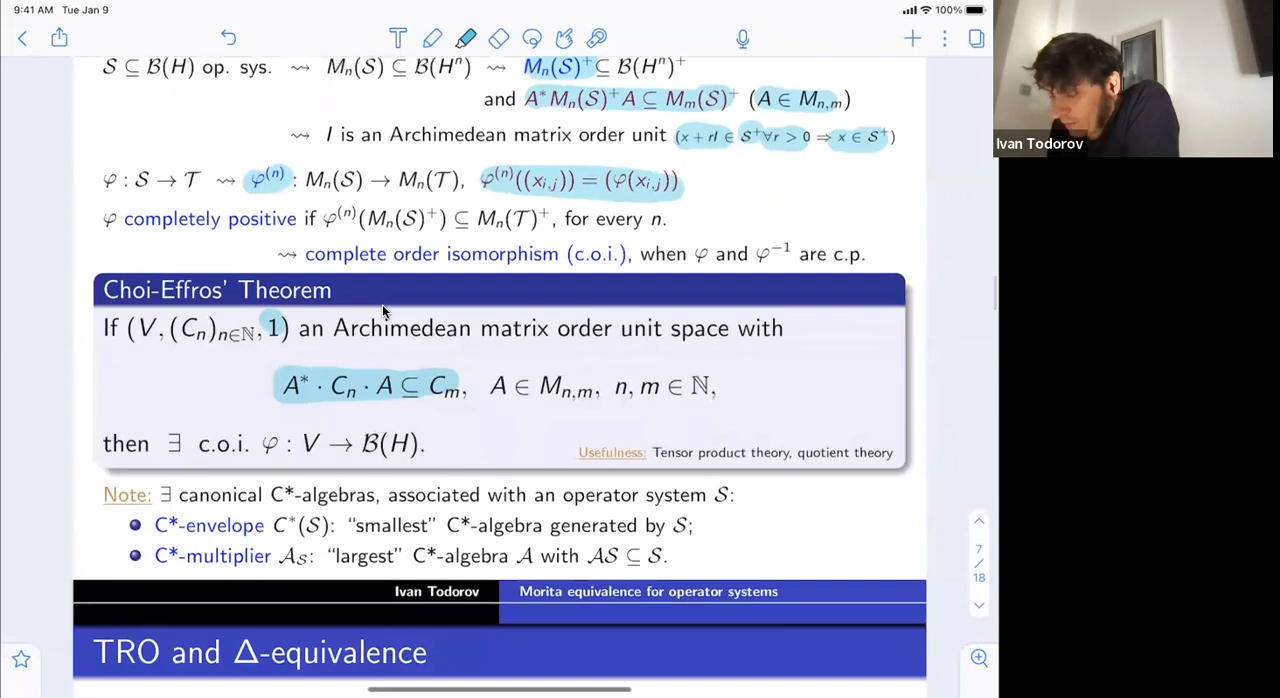 9:41 AM Tue Jan 9
100%
𝒮 ⊆ ℬ(H) op. sys. ⇝ Mₙ(𝒮) ⊆ ℬ(Hⁿ) ⇝ Mₙ(𝒮)⁺ ⊆ ℬ(Hⁿ)⁺
and A*Mₙ(𝒮)⁺A ⊆ Mₘ(𝒮)⁺ (A ∈ Mₙ,ₘ)
⇝ I is an Archimedean matrix order unit (x + rI ∈ 𝒮⁺ ∀r > 0 ⇒ x ∈ 𝒮⁺)
φ : 𝒮 → 𝒯 ⇝ φ⁽ⁿ⁾ : Mₙ(𝒮) → Mₙ(𝒯), φ⁽ⁿ⁾((xᵢ,ⱼ)) = (φ(xᵢ,ⱼ))
φ completely positive if φ⁽ⁿ⁾(Mₙ(𝒮)⁺) ⊆ Mₙ(𝒯)⁺, for every n.
⇝ complete order isomorphism (c.o.i.), when φ and φ⁻¹ are c.p.
Choi-Effros' Theorem
If (V, (Cₙ)ₙ∈ℕ, 1) an Archimedean matrix order unit space with
A* · Cₙ · A ⊆ Cₘ, A ∈ Mₙ,ₘ, n, m ∈ ℕ,
then ∃ c.o.i. φ : V → ℬ(H).
Usefulness: Tensor product theory, quotient theory
Note: ∃ canonical C*-algebras, associated with an operator system 𝒮:
C*-envelope C*(𝒮): “smallest” C*-algebra generated by 𝒮;
C*-multiplier 𝒜_𝒮: “largest” C*-algebra 𝒜 with 𝒜𝒮 ⊆ 𝒮.
Ivan Todorov
Morita equivalence for operator systems
TRO and Δ-equivalence
7
/
18
Ivan Todorov